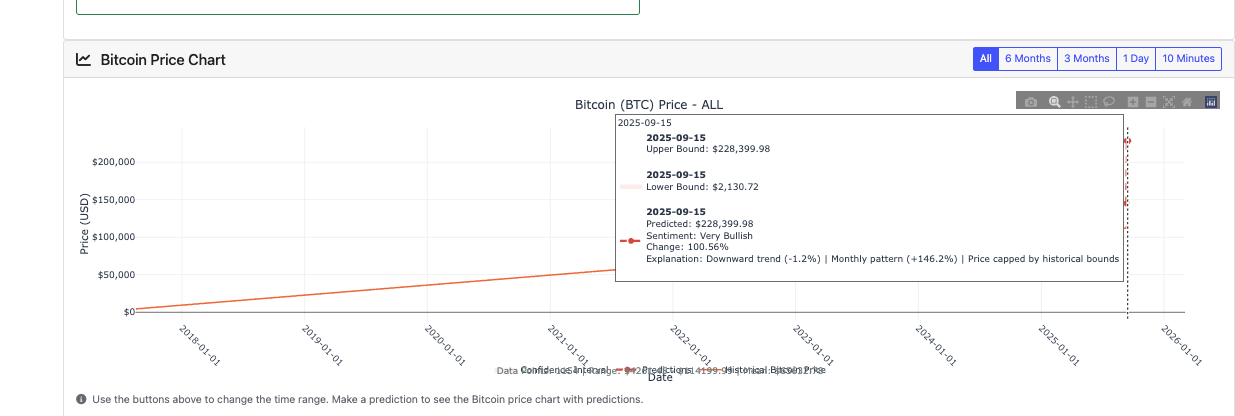 Bitcoin Price Chart
All 6 Months 3 Months 1 Day 10 Minutes
Bitcoin (BTC) Price - ALL
2025-09-15
2025-09-15
Upper Bound: $228,399.98
2025-09-15
Lower Bound: $2,130.72
2025-09-15
Predicted: $228,399.98
Sentiment: Very Bullish
Change: 100.56%
Explanation: Downward trend (-1.2%) | Monthly pattern (+146.2%) | Price capped by historical bounds
Price (USD)
$200,000
$150,000
$100,000
$50,000
$0
2018-01-01
2019-01-01
2020-01-01
2021-01-01
2022-01-01
2023-01-01
2024-01-01
2025-01-01
2026-01-01
Confidence Interval Predictions Historical Bitcoin Price
Date
Use the buttons above to change the time range. Make a prediction to see the Bitcoin price chart with predictions.